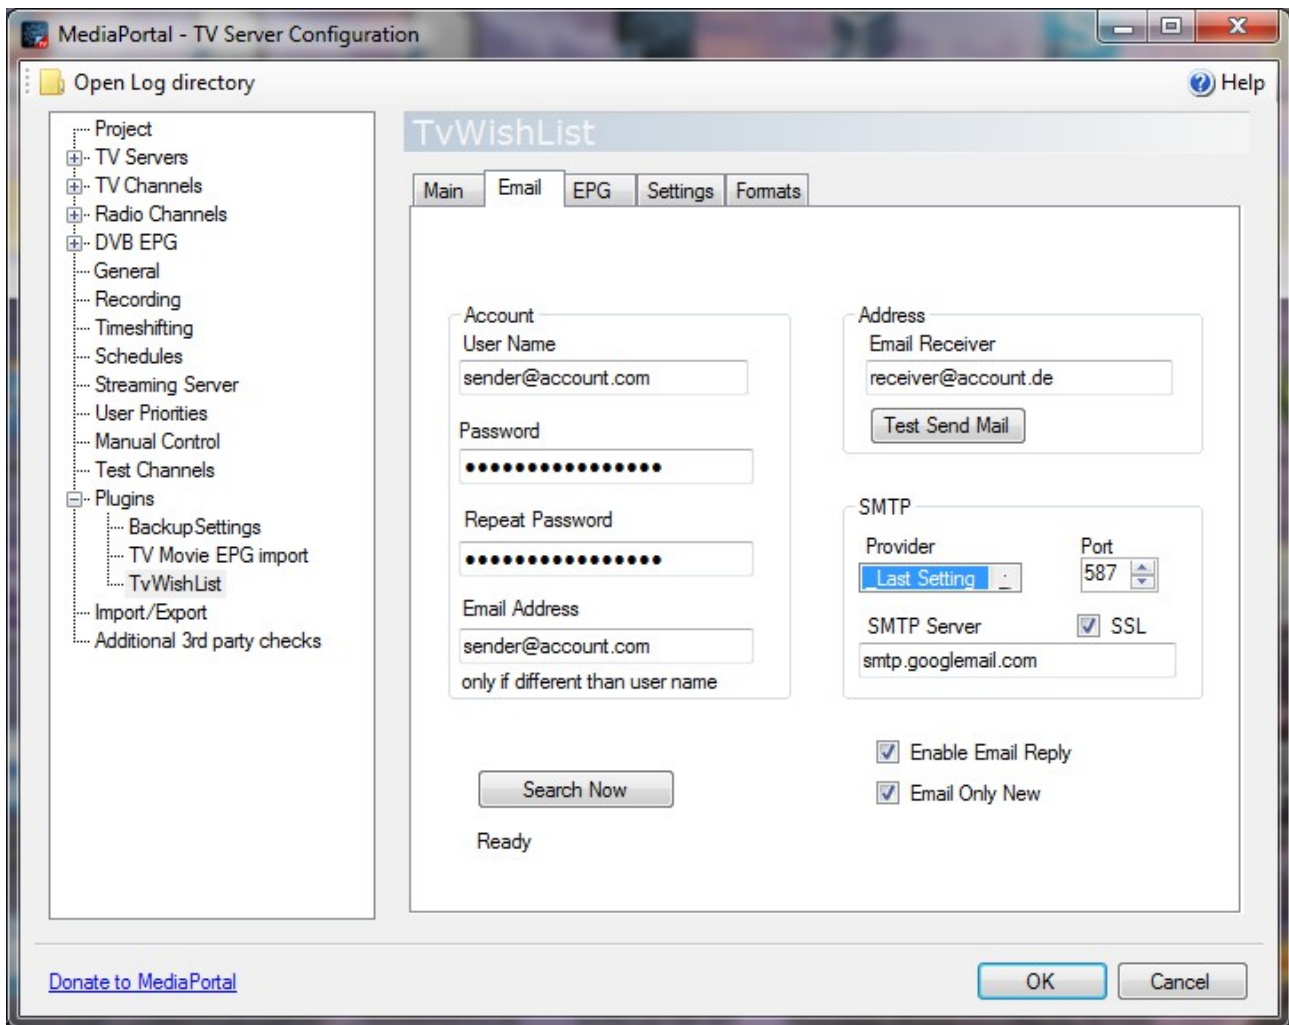 MediaPortal - TV Server Configuration
Open Log directory
Help
Project
TV Servers
TV Channels
Radio Channels
DVB EPG
General
Recording
Timeshifting
Schedules
Streaming Server
User Priorities
Manual Control
Test Channels
Plugins
BackupSettings
TV Movie EPG import
TvWishList
Import/Export
Additional 3rd party checks
TvWishList
Main Email EPG Settings Formats
Account
User Name
sender@account.com
Password
●●●●●●●●●●●●●●●●
Repeat Password
●●●●●●●●●●●●●●●●
Email Address
sender@account.com
only if different than user name
Search Now
Ready
Address
Email Receiver
receiver@account.de
Test Send Mail
SMTP
Provider Port
_Last Setting 587
SMTP Server SSL
smtp.googlemail.com
Enable Email Reply
Email Only New
Donate to MediaPortal
OK Cancel